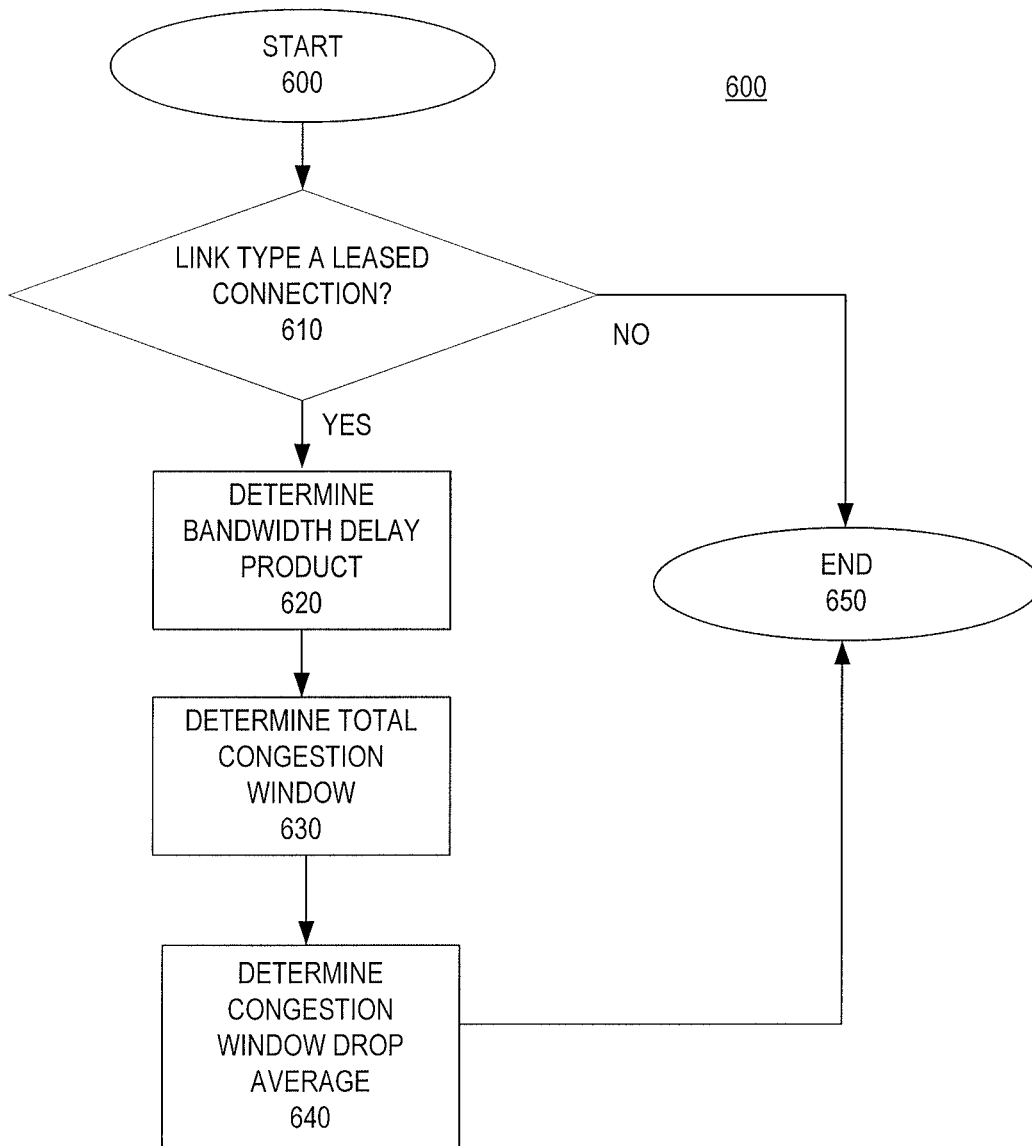 START
600
600
LINK TYPE A LEASED
CONNECTION?
610
NO
YES
DETERMINE
BANDWIDTH DELAY
PRODUCT
620
END
650
DETERMINE TOTAL
CONGESTION
WINDOW
630
DETERMINE
CONGESTION
WINDOW DROP
AVERAGE
640